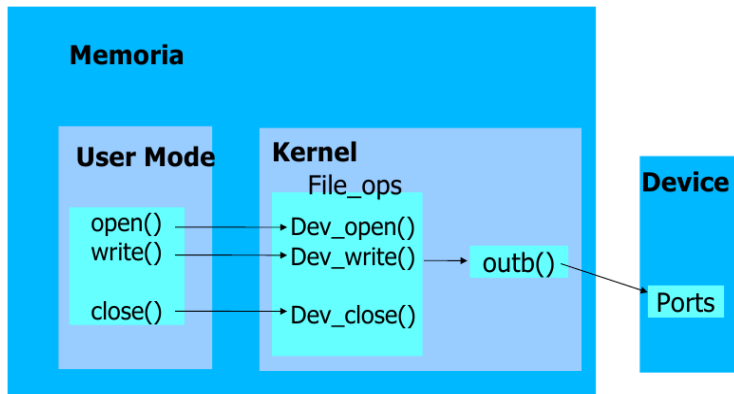 Memoria
User Mode
open()
write()
close()
Kernel
File_ops
Dev_open()
Dev_write()
Dev_close()
outb()
Device
Ports